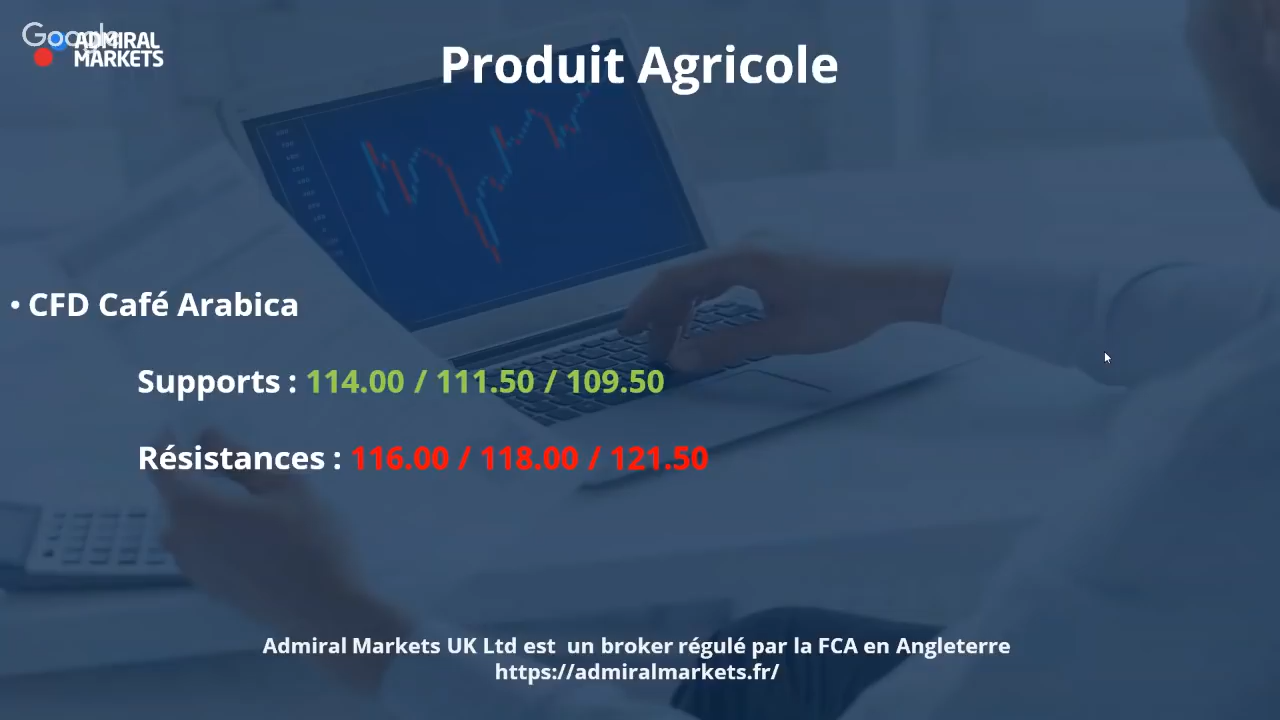 Google
ADMIRAL
MARKETS
Produit Agricole
• CFD Café Arabica
Supports : 114.00 / 111.50 / 109.50
Résistances : 116.00 / 118.00 / 121.50
Admiral Markets UK Ltd est un broker régulé par la FCA en Angleterre
https://admiralmarkets.fr/